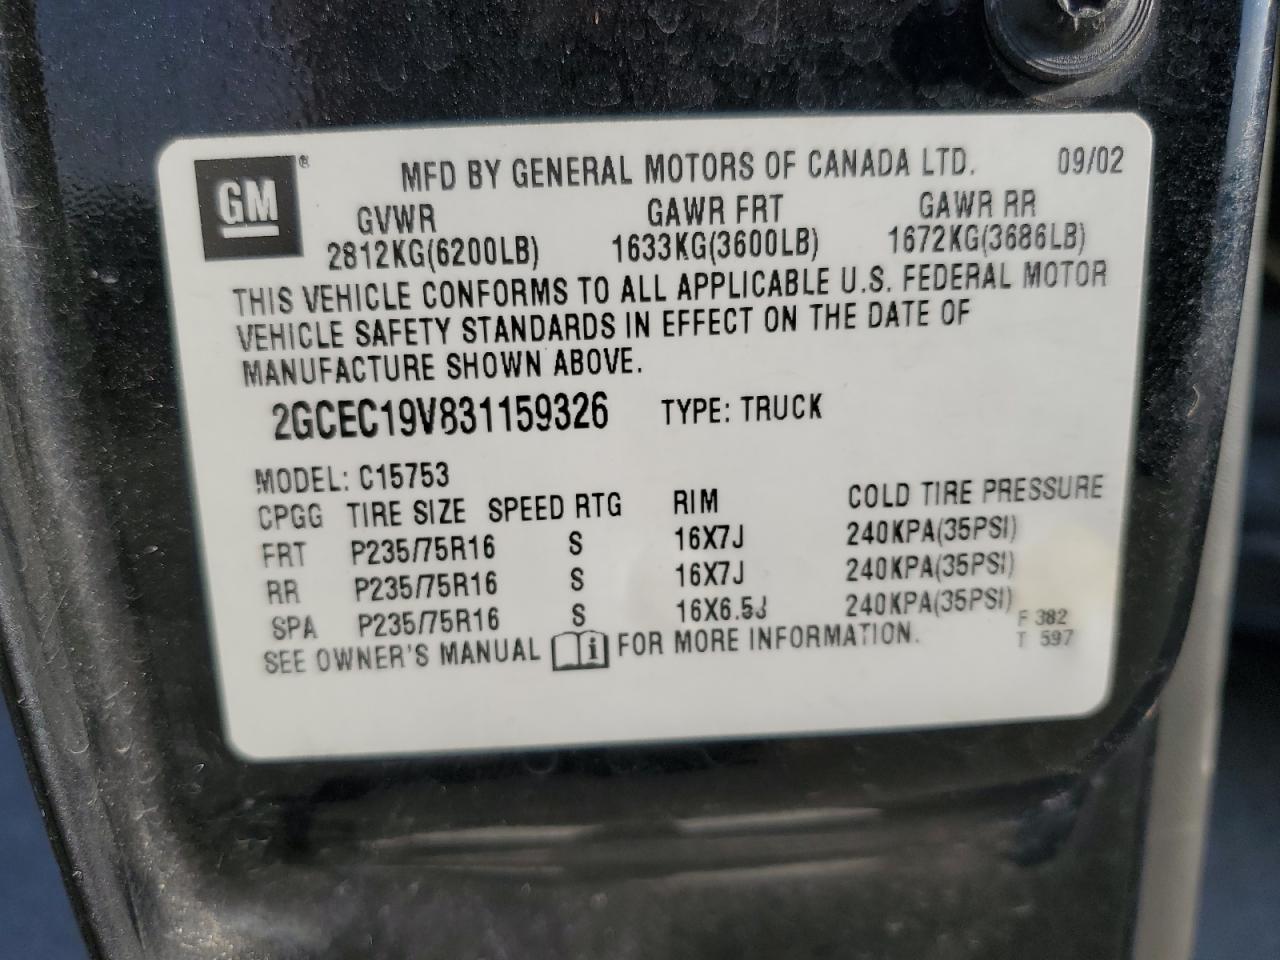 GM ® MFD BY GENERAL MOTORS OF CANADA LTD. 09/02
GVWR GAWR FRT GAWR RR
2812KG(6200LB) 1633KG(3600LB) 1672KG(3686LB)
THIS VEHICLE CONFORMS TO ALL APPLICABLE U.S. FEDERAL MOTOR
VEHICLE SAFETY STANDARDS IN EFFECT ON THE DATE OF
MANUFACTURE SHOWN ABOVE.
2GCEC19V831159326 TYPE: TRUCK
MODEL: C15753
CPGG TIRE SIZE SPEED RTG RIM COLD TIRE PRESSURE
FRT P235/75R16 S 16X7J 240KPA(35PSI)
RR P235/75R16 S 16X7J 240KPA(35PSI)
SPA P235/75R16 S 16X6.5J 240KPA(35PSI)
F 382
SEE OWNER'S MANUAL i FOR MORE INFORMATION.
T 597